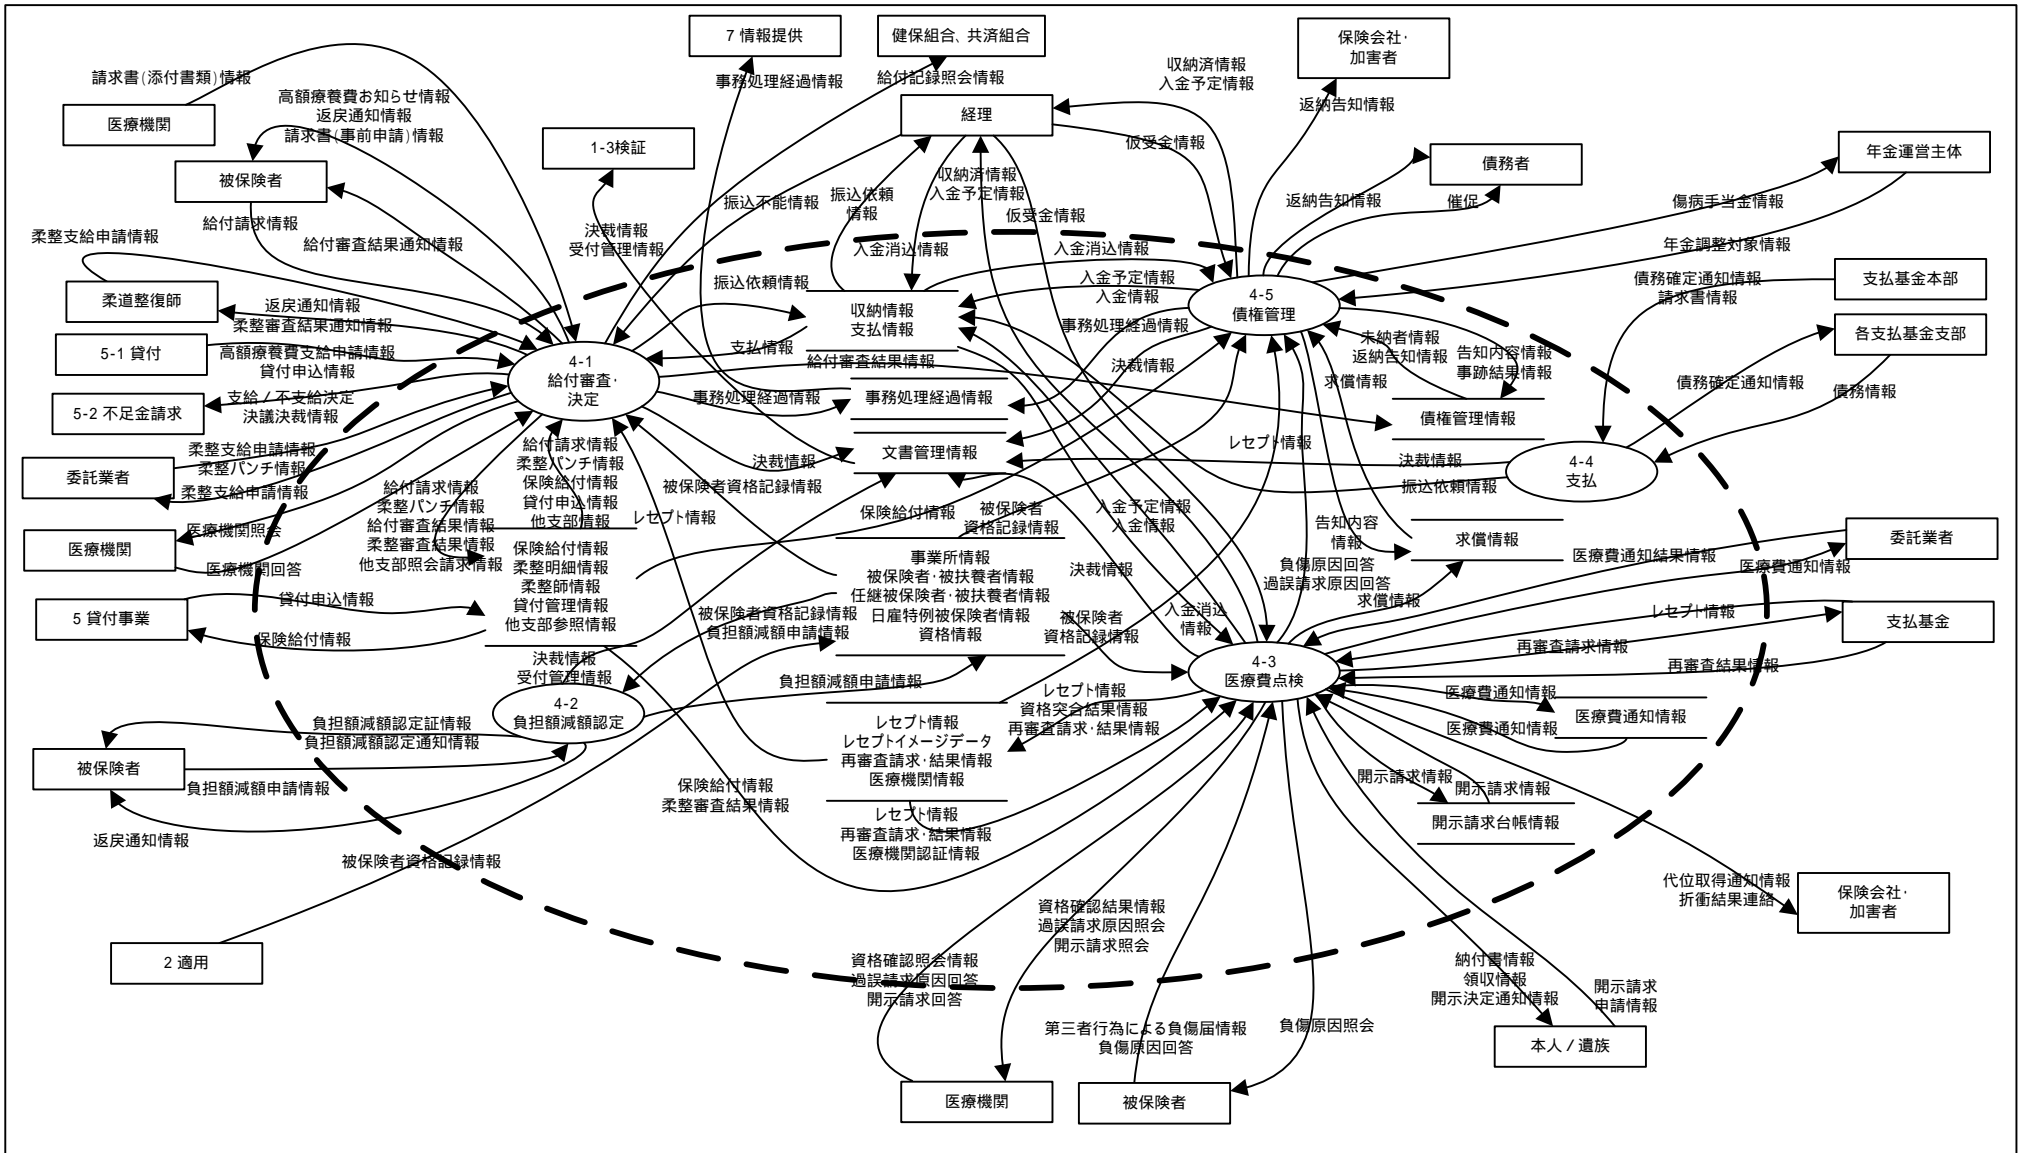 7 情報提供
健保組合、共済組合
保険会社・
加害者
請求書(添付書類)情報
事務処理経過情報
給付記録照会情報
収納済情報
入金予定情報
返納告知情報
医療機関
高額療養費お知らせ情報
返戻通知情報
請求書(事前申請)情報
経理
1-3検証
仮受金情報
債務者
年金運営主体
被保険者
給付請求情報
給付審査結果通知情報
柔整支給申請情報
決裁情報
受付管理情報
振込不能情報
振込依頼
情報
収納済情報
入金予定情報
仮受金情報
返納告知情報
催促
傷病手当金情報
年金調整対象情報
入金消込情報
入金消込情報
柔道整復師
返戻通知情報
柔整審査結果通知情報
振込依頼情報
収納情報
支払情報
入金予定情報
入金情報
4-5
債権管理
債務確定通知情報
請求書情報
支払基金本部
5-1 貸付
高額療養費支給申請情報
貸付申込情報
4-1
給付審査・
決定
支払情報
給付審査結果情報
事務処理経過情報
決裁情報
未納者情報
返納告知情報
告知内容情報
事跡結果情報
各支払基金支部
5-2 不足金請求
支給/不支給決定
決議決裁情報
事務処理経過情報
事務処理経過情報
求償情報
債権管理情報
債務確定通知情報
債務情報
委託業者
柔整支給申請情報
柔整パンチ情報
柔整支給申請情報
給付請求情報
柔整パンチ情報
保険給付情報
貸付申込情報
他支部情報
決裁情報
文書管理情報
レセプト情報
決裁情報
4-4
支払
振込依頼情報
給付請求情報
柔整パンチ情報
給付審査結果情報
柔整審査結果情報
他支部照会請求情報
被保険者資格記録情報
レセプト情報
保険給付情報
被保険者
資格記録情報
入金予定情報
入金情報
告知内容
情報
求償情報
医療機関
医療機関照会
医療機関回答
保険給付情報
柔整明細情報
柔整師情報
貸付管理情報
他支部参照情報
事業所情報
被保険者・被扶養者情報
任継被保険者・被扶養者情報
日雇特例被保険者情報
資格情報
決裁情報
負傷原因回答
過誤請求原因回答
求償情報
医療費通知結果情報
医療費通知情報
委託業者
5 貸付事業
貸付申込情報
保険給付情報
被保険者資格記録情報
負担額減額申請情報
被保険者
資格記録情報
入金消込
情報
レセプト情報
支払基金
再審査請求情報
再審査結果情報
決裁情報
受付管理情報
4-2
負担額減額認定
負担額減額申請情報
4-3
医療費点検
レセプト情報
資格突合結果情報
再審査請求・結果情報
医療費通知情報
医療費通知情報
医療費通知情報
負担額減額認定証情報
負担額減額認定通知情報
被保険者
負担額減額申請情報
レセプト情報
レセプトイメージデータ
再審査請求・結果情報
医療機関情報
保険給付情報
柔整審査結果情報
開示請求情報
開示請求情報
開示請求台帳情報
返戻通知情報
被保険者資格記録情報
レセプト情報
再審査請求・結果情報
医療機関認証情報
代位取得通知情報
折衝結果連絡
保険会社・
加害者
2 適用
資格確認結果情報
過誤請求原因照会
開示請求照会
資格確認照会情報
過誤請求原因回答
開示請求回答
納付書情報
領収情報
開示決定通知情報
開示請求
申請情報
第三者行為による負傷届情報
負傷原因回答
負傷原因照会
本人/遺族
医療機関
被保険者